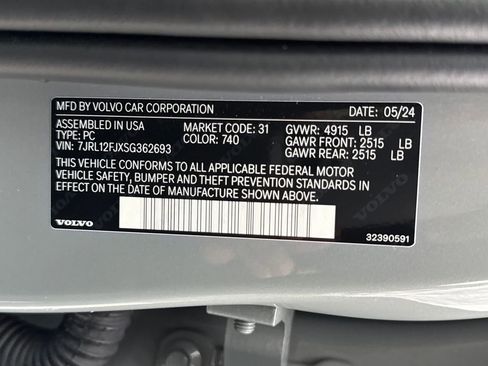 MFD BY VOLVO CAR CORPORATION DATE: 05/24
ASSEMBLED IN USA MARKET CODE: 31 GVWR: 4915 LB
TYPE: PC COLOR: 740 GAWR FRONT: 2515 LB
VIN: 7JRL12FJXSG362693 GAWR REAR: 2515 LB
THIS VEHICLE CONFORMS TO ALL APPLICABLE FEDERAL MOTOR
VEHICLE SAFETY, BUMPER AND THEFT PREVENTION STANDARDS IN
EFFECT ON THE DATE OF MANUFACTURE SHOWN ABOVE.
VOLVO 32390591